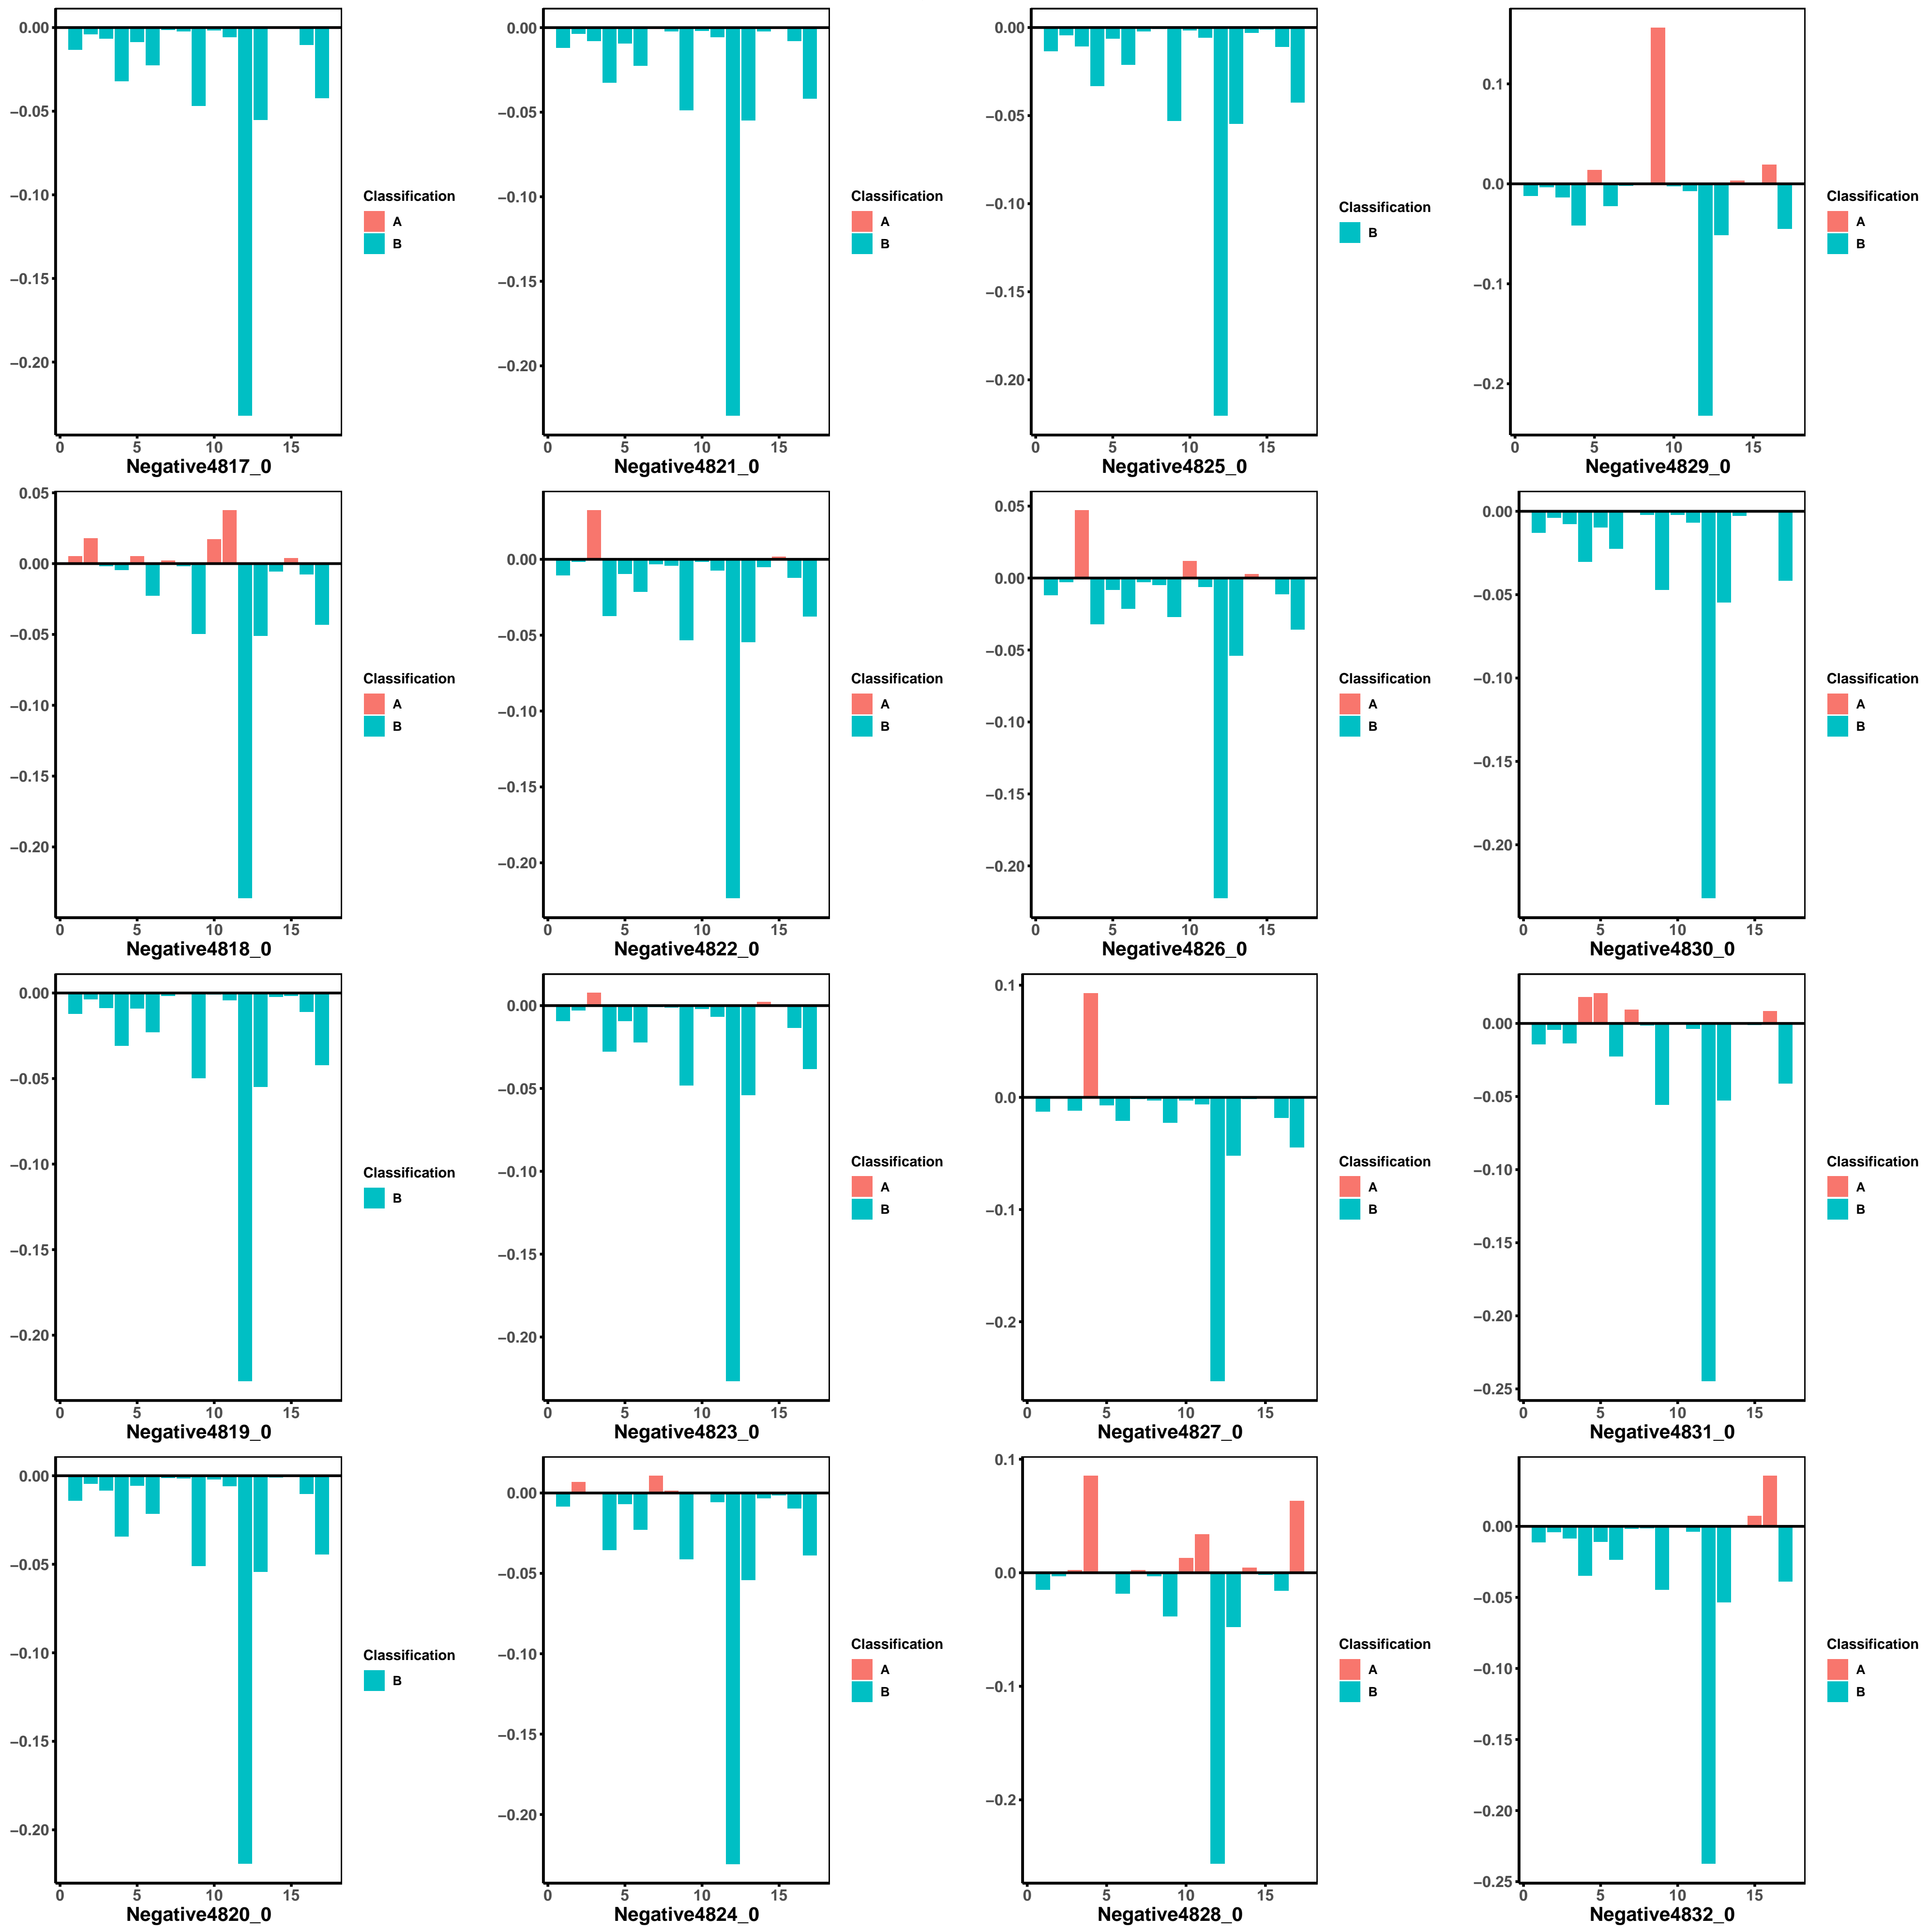 0.00
−0.05
−0.10
−0.15
−0.20
0 5 10 15
Negative4817_0
Classification
A
B
0.00
−0.05
−0.10
−0.15
−0.20
0 5 10 15
Negative4821_0
Classification
A
B
0.00
−0.05
−0.10
−0.15
−0.20
0 5 10 15
Negative4825_0
Classification
B
0.1
0.0
−0.1
−0.2
0 5 10 15
Negative4829_0
Classification
A
B
0.05
0.00
−0.05
−0.10
−0.15
−0.20
0 5 10 15
Negative4818_0
Classification
A
B
0.00
−0.05
−0.10
−0.15
−0.20
0 5 10 15
Negative4822_0
Classification
A
B
0.05
0.00
−0.05
−0.10
−0.15
−0.20
0 5 10 15
Negative4826_0
Classification
A
B
0.00
−0.05
−0.10
−0.15
−0.20
0 5 10 15
Negative4830_0
Classification
A
B
0.00
−0.05
−0.10
−0.15
−0.20
0 5 10 15
Negative4819_0
Classification
B
0.00
−0.05
−0.10
−0.15
−0.20
0 5 10 15
Negative4823_0
Classification
A
B
0.1
0.0
−0.1
−0.2
0 5 10 15
Negative4827_0
Classification
A
B
0.00
−0.05
−0.10
−0.15
−0.20
−0.25
0 5 10 15
Negative4831_0
Classification
A
B
0.00
−0.05
−0.10
−0.15
−0.20
0 5 10 15
Negative4820_0
Classification
B
0.00
−0.05
−0.10
−0.15
−0.20
0 5 10 15
Negative4824_0
Classification
A
B
0.1
0.0
−0.1
−0.2
0 5 10 15
Negative4828_0
Classification
A
B
0.00
−0.05
−0.10
−0.15
−0.20
−0.25
0 5 10 15
Negative4832_0
Classification
A
B